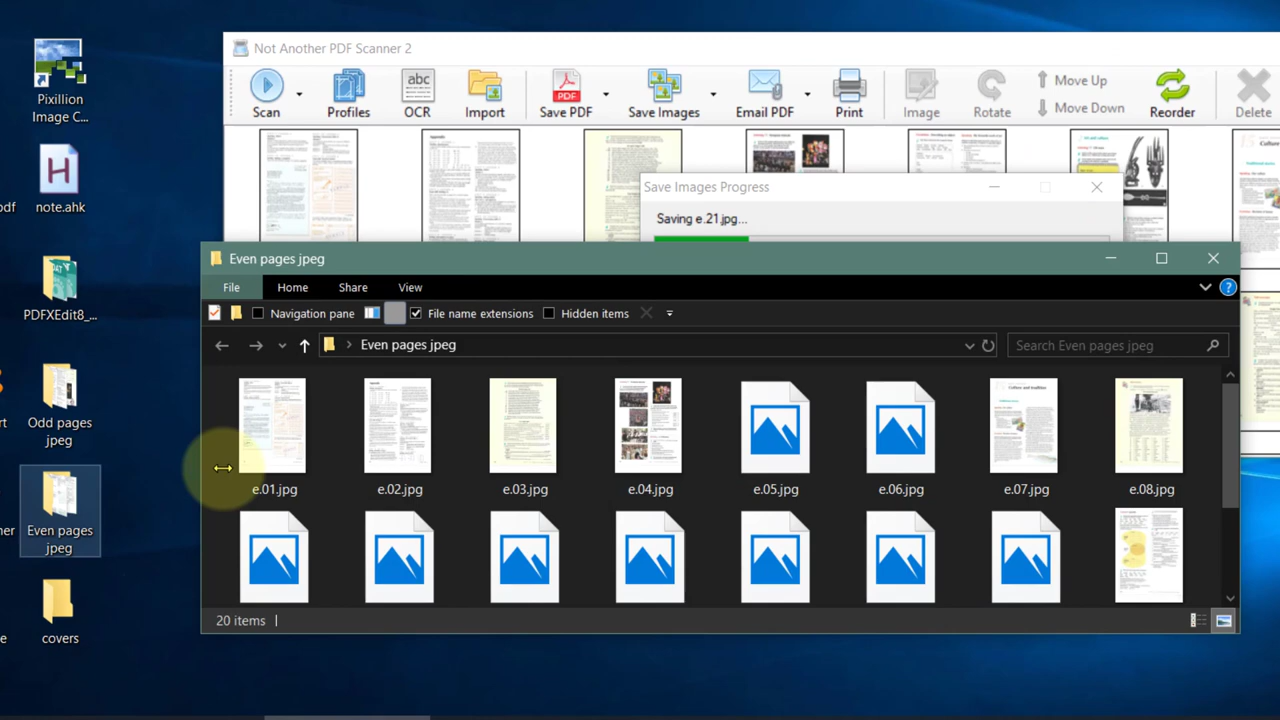 Pixillion
Image C...
note.ahk
pdf
PDFXEdit8_...
rt
Odd pages
jpeg
ner
Even pages
jpeg
e
covers
Not Another PDF Scanner 2
Scan
Profiles
abc
OCR
Import
PDF
Save PDF
Save Images
Email PDF
Print
Image
Rotate
Move Up
Move Down
Reorder
Delete
Save Images Progress
Saving e.21.jpg...
Even pages jpeg
File
Home
Share
View
Navigation pane
File name extensions
Hidden items
Even pages jpeg
Search Even pages jpeg
e.01.jpg
e.02.jpg
e.03.jpg
e.04.jpg
e.05.jpg
e.06.jpg
e.07.jpg
e.08.jpg
20 items